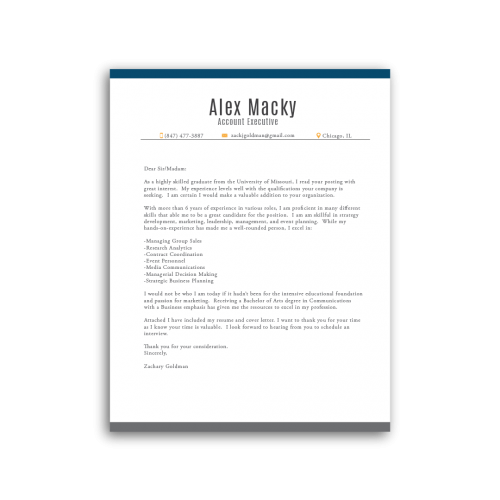 Alex Macky
Account Executive
(847) 477-3887 zachjgoldman@gmail.com Chicago, IL
Dear Sir/Madam:
As a highly skilled graduate from the University of Missouri, I read your posting with
great interest. My experience levels well with the qualifications your company is
seeking. I am certain I would make a valuable addition to your organization.
With more than 6 years of experience in various roles, I am proficient in many different
skills that able me to be a great candidate for the position. I am an skillful in strategy
development, marketing, leadership, management, and event planning. While my
hands-on experience has made me a well-rounded person, I excel in:
-Managing Group Sales
-Research Analytics
-Contract Coordination
-Event Personnel
-Media Communications
-Managerial Decision Making
-Strategic Business Planning
I would not be who I am today if it hadn't been for the intensive educational foundation
and passion for marketing. Receiving a Bachelor of Arts degree in Communications
with a Business emphasis has given me the resources to excel in my profession.
Attached I have included my resume and cover letter. I want to thank you for your time
as I know your time is valuable. I look forward to hearing from you to schedule an
interview.
Thank you for your consideration.
Sincerely,
Zachary Goldman